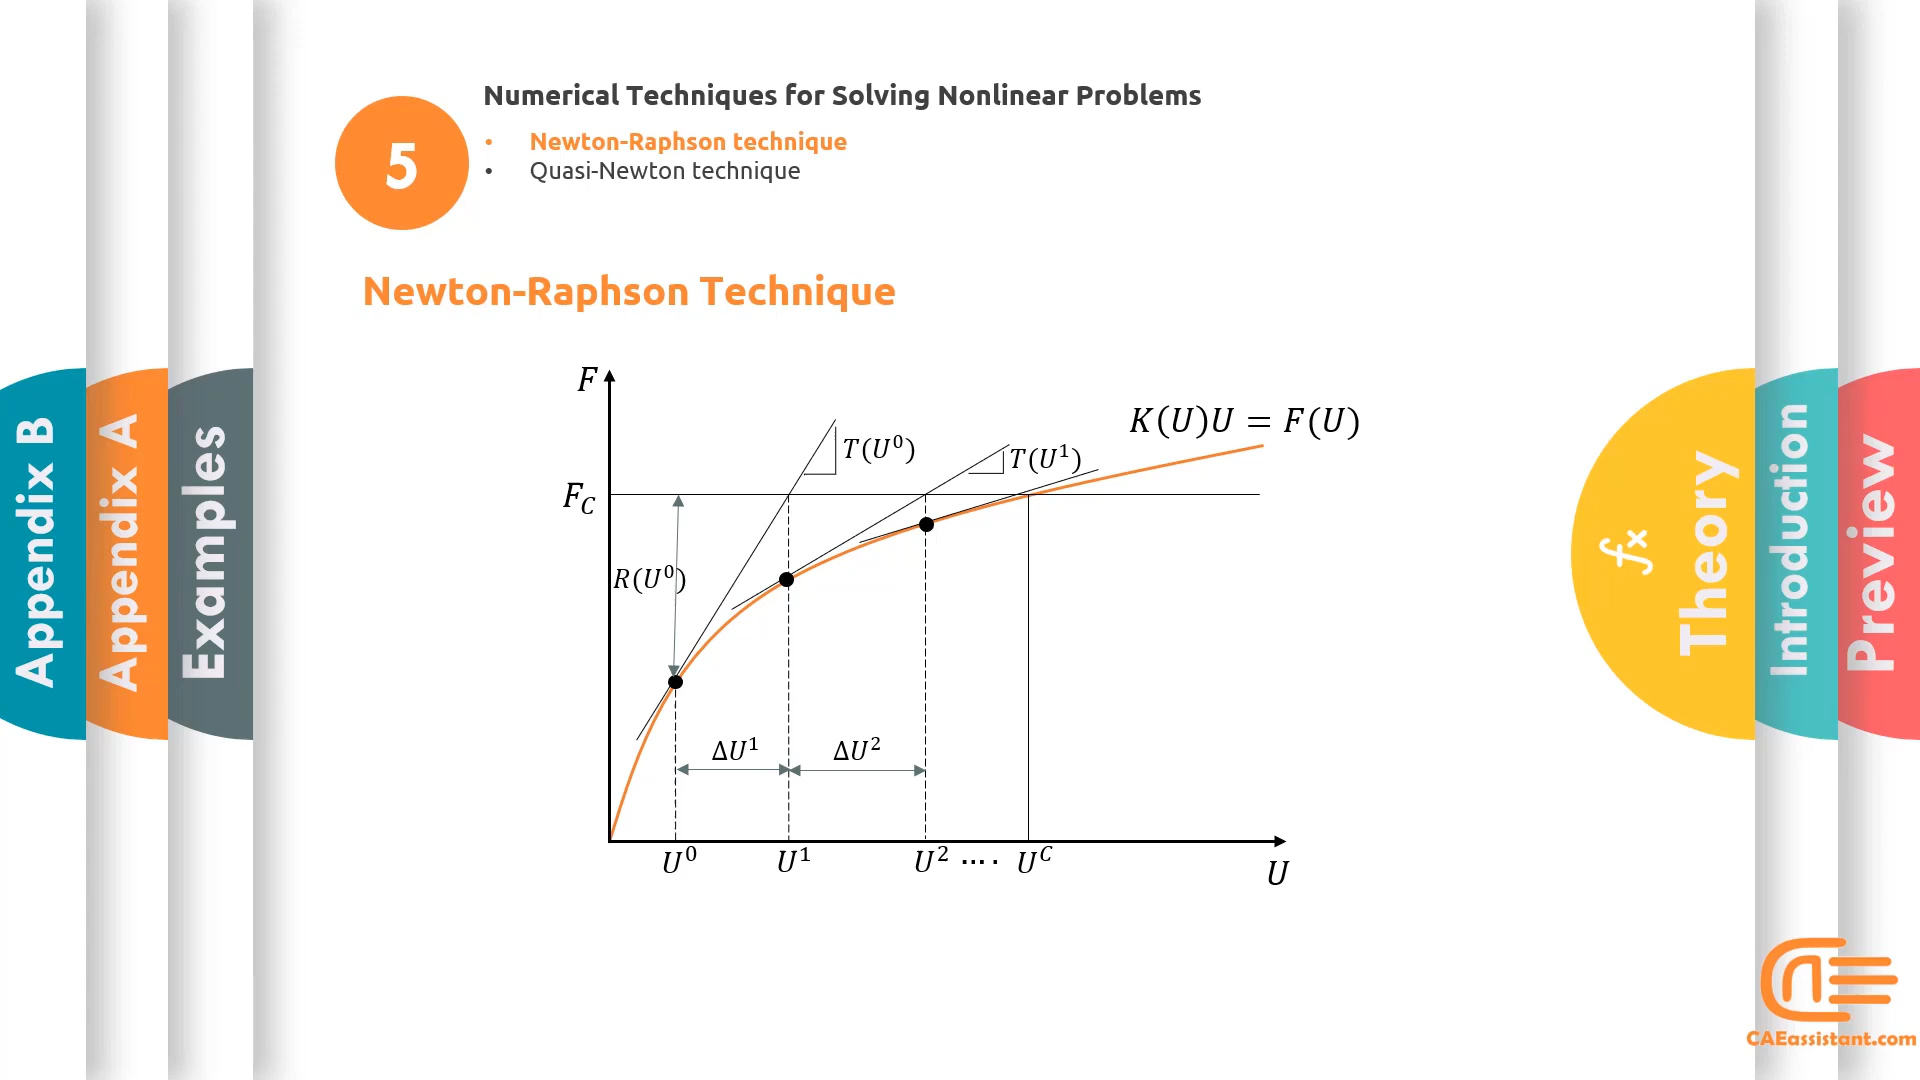 Numerical Techniques for Solving Nonlinear Problems
5
• Newton-Raphson technique
• Quasi-Newton technique
Newton-Raphson Technique
F
K(U)U = F(U)
T(U⁰)
T(U¹)
F_C
R(U⁰)
ΔU¹
ΔU²
U⁰
U¹
U² ....
U^C
U
Appendix B
Appendix A
Examples
fx
Theory
Introduction
Preview
CAEassistant.com